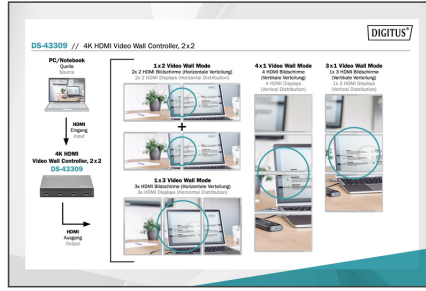 DIGITUS®
DS-43309 // 4K HDMI Video Wall Controller, 2x2
PC/Notebook
Quelle
Source
HDMI
Eingang
Input
4K HDMI
Video Wall Controller, 2x2
DS-43309
HDMI
Ausgang
Output
1x2 Video Wall Mode
2x 2 HDMI Bildschirme (Horizontale Verteilung)
2x 2 HDMI Displays (Horizontal Distribution)
+
1x3 Video Wall Mode
3x HDMI Bildschirme (Horizontale Verteilung)
3x HDMI Displays (Horizontal Distribution)
4x1 Video Wall Mode
4 HDMI Bildschirme
(Vertikale Verteilung)
4 HDMI Displays
(Vertical Distribution)
3x1 Video Wall Mode
1x 3 HDMI Bildschirme
(Vertikale Verteilung)
1x 3 HDMI Displays
(Vertical Distribution)